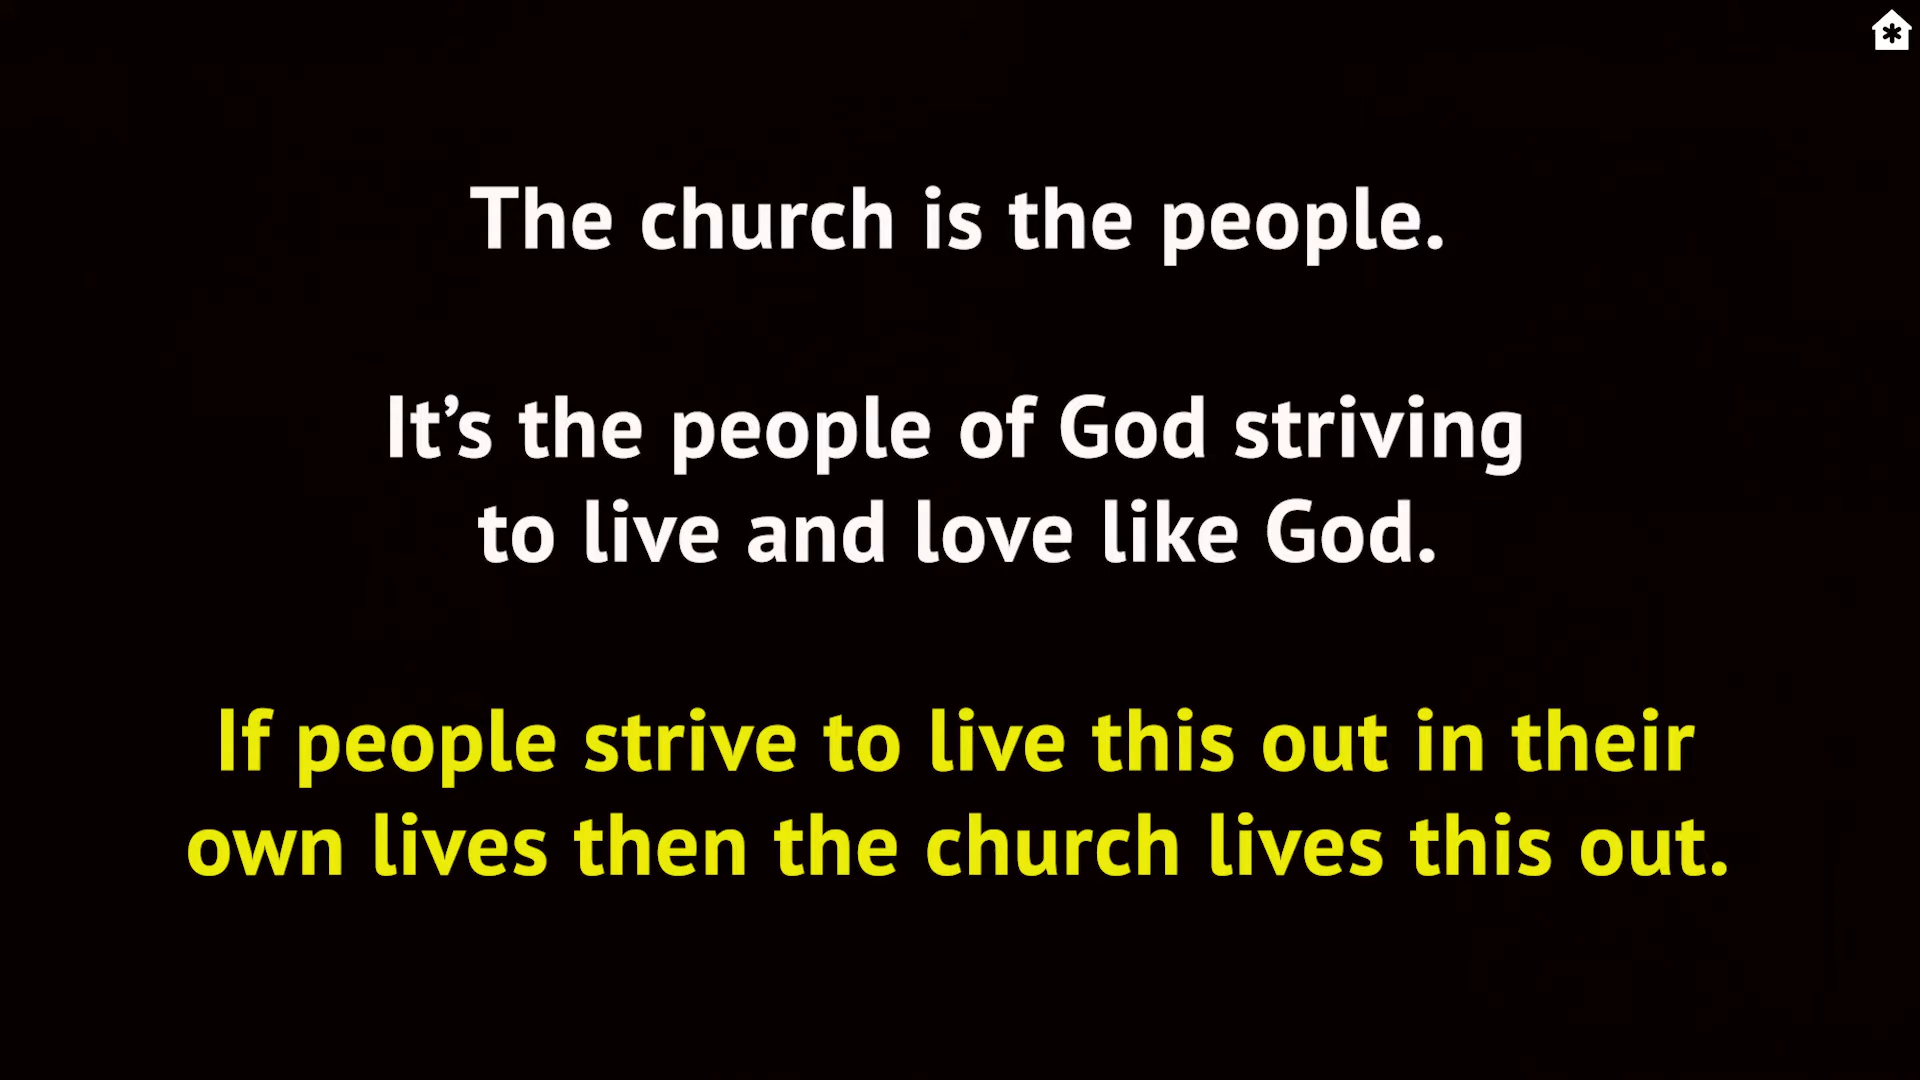 The church is the people.
It’s the people of God striving
to live and love like God.
If people strive to live this out in their
own lives then the church lives this out.